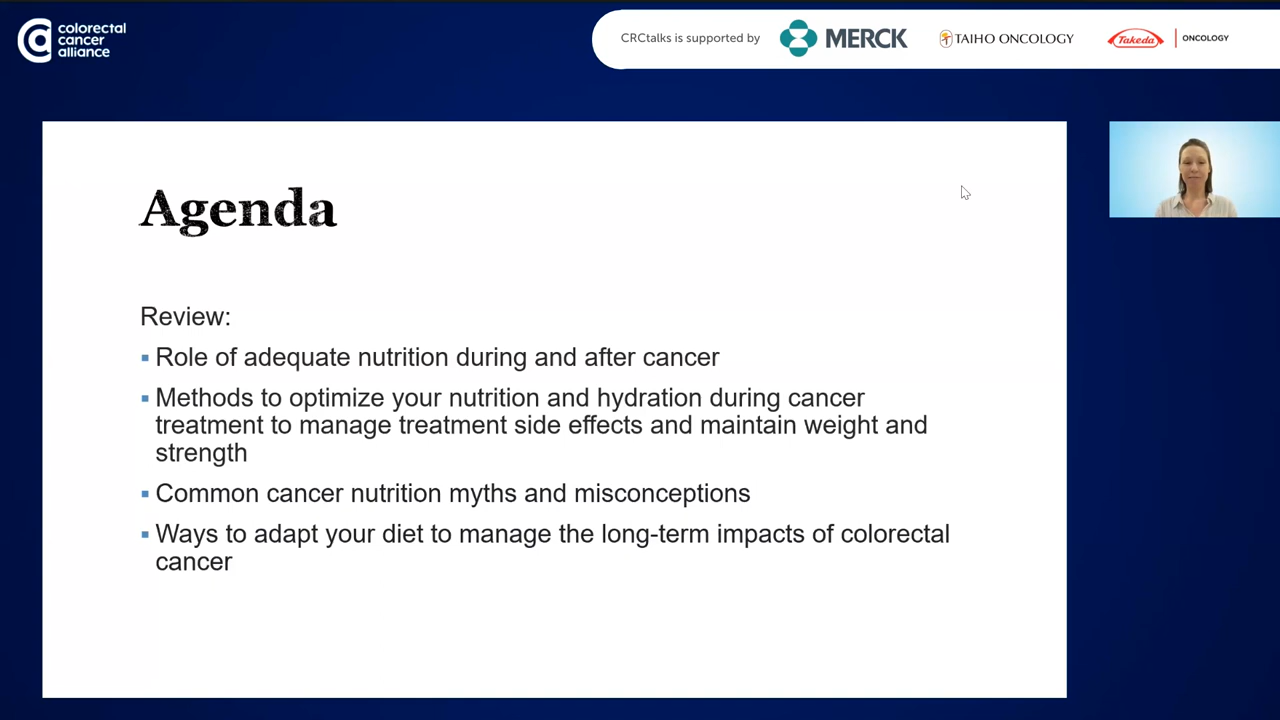 colorectal
cancer
alliance
CRCtalks is supported by
MERCK
TAIHO ONCOLOGY
Takeda
ONCOLOGY
Agenda
Review:
▪ Role of adequate nutrition during and after cancer
▪ Methods to optimize your nutrition and hydration during cancer
treatment to manage treatment side effects and maintain weight and
strength
▪ Common cancer nutrition myths and misconceptions
▪ Ways to adapt your diet to manage the long-term impacts of colorectal
cancer